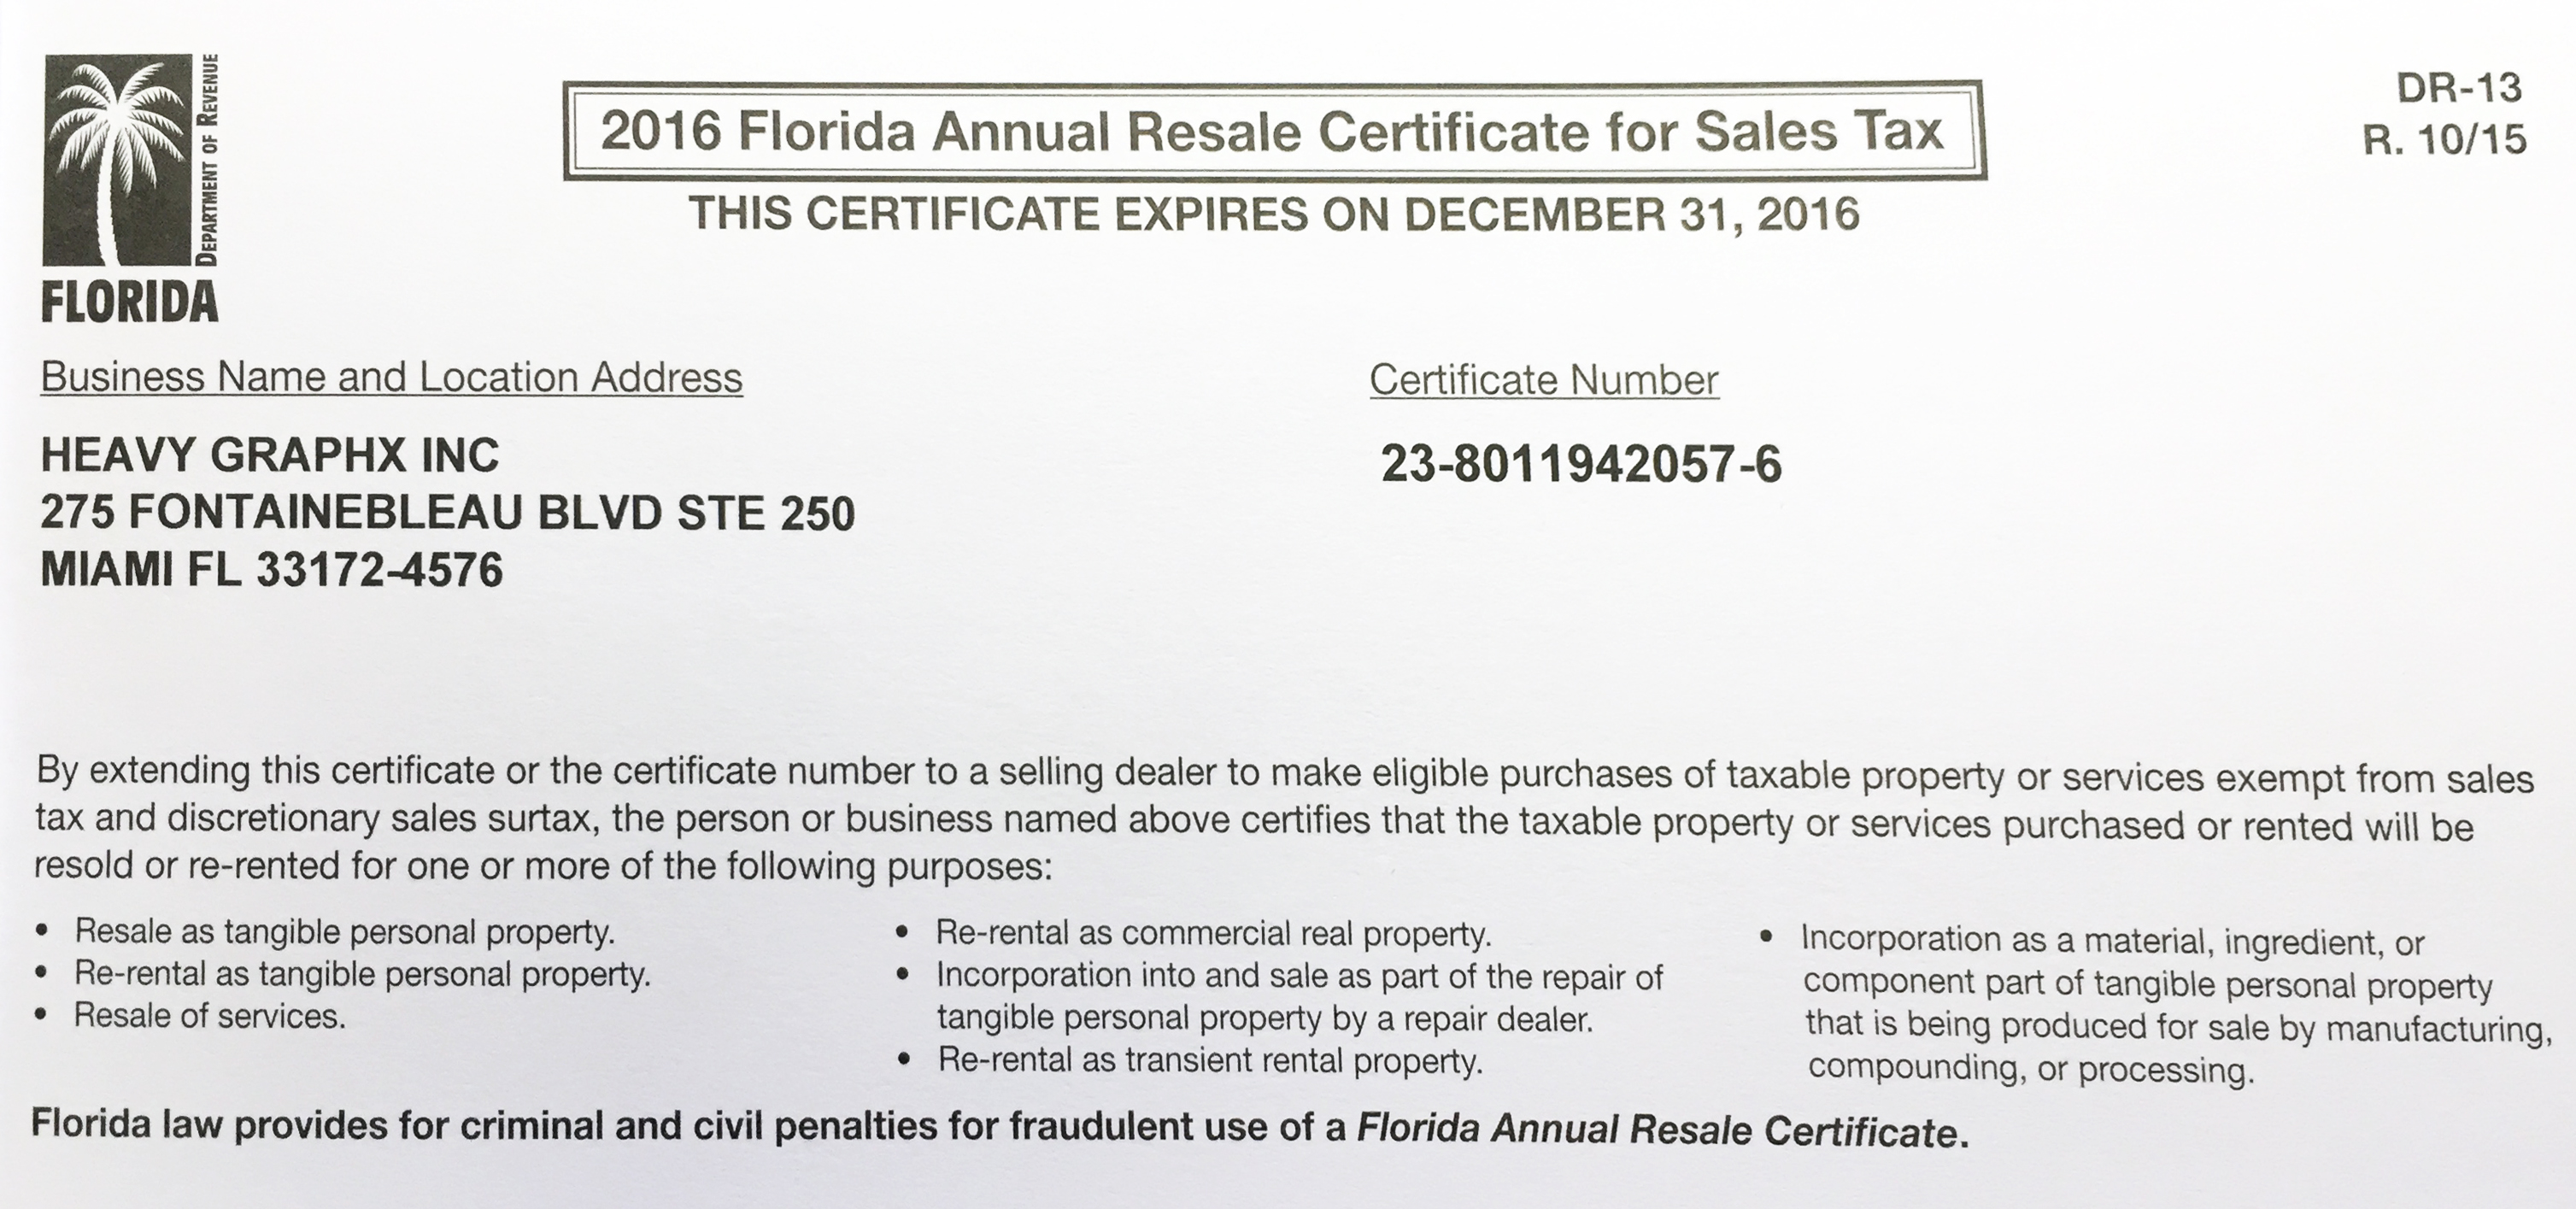 DEPARTMENT OF REVENUE
FLORIDA
2016 Florida Annual Resale Certificate for Sales Tax
THIS CERTIFICATE EXPIRES ON DECEMBER 31, 2016
DR-13
R. 10/15
Business Name and Location Address
HEAVY GRAPHX INC
275 FONTAINEBLEAU BLVD STE 250
MIAMI FL 33172-4576
Certificate Number
23-8011942057-6
By extending this certificate or the certificate number to a selling dealer to make eligible purchases of taxable property or services exempt from sales
tax and discretionary sales surtax, the person or business named above certifies that the taxable property or services purchased or rented will be
resold or re-rented for one or more of the following purposes:
• Resale as tangible personal property.
• Re-rental as tangible personal property.
• Resale of services.
• Re-rental as commercial real property.
• Incorporation into and sale as part of the repair of
tangible personal property by a repair dealer.
• Re-rental as transient rental property.
• Incorporation as a material, ingredient, or
component part of tangible personal property
that is being produced for sale by manufacturing,
compounding, or processing.
Florida law provides for criminal and civil penalties for fraudulent use of a Florida Annual Resale Certificate.